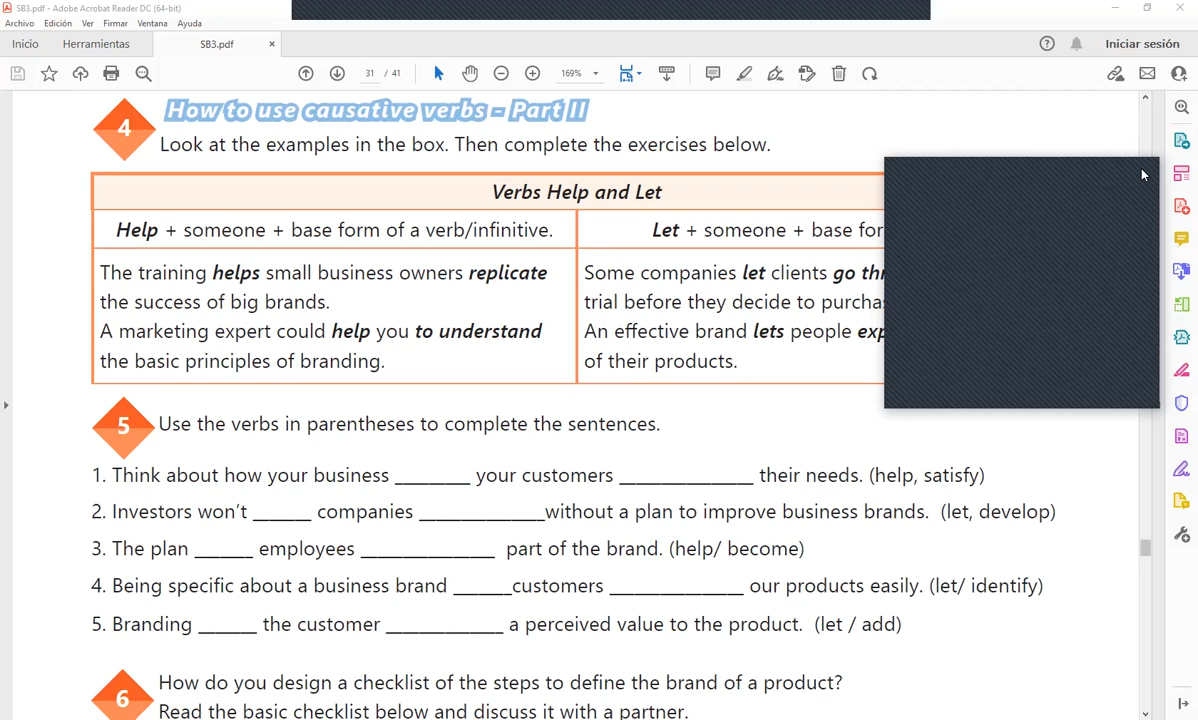 SB3.pdf - Adobe Acrobat Reader DC (64-bit)
Archivo Edición Ver Firmar Ventana Ayuda
Inicio Herramientas SB3.pdf × Iniciar sesión
31 / 41 169%
4 How to use causative verbs - Part II
Look at the examples in the box. Then complete the exercises below.
Verbs Help and Let
Help + someone + base form of a verb/infinitive.
Let + someone + base for
The training helps small business owners replicate
the success of big brands.
A marketing expert could help you to understand
the basic principles of branding.
Some companies let clients go
trial before they decide to
An effective brand lets people
of their products.
5 Use the verbs in parentheses to complete the sentences.
1. Think about how your business ________ your customers ______________ their needs. (help, satisfy)
2. Investors won't ______ companies _____________without a plan to improve business brands. (let, develop)
3. The plan ______ employees ______________ part of the brand. (help/ become)
4. Being specific about a business brand ______customers ______________ our products easily. (let/ identify)
5. Branding ______ the customer ____________ a perceived value to the product. (let / add)
6 How do you design a checklist of the steps to define the brand of a product?
Read the basic checklist below and discuss it with a partner.